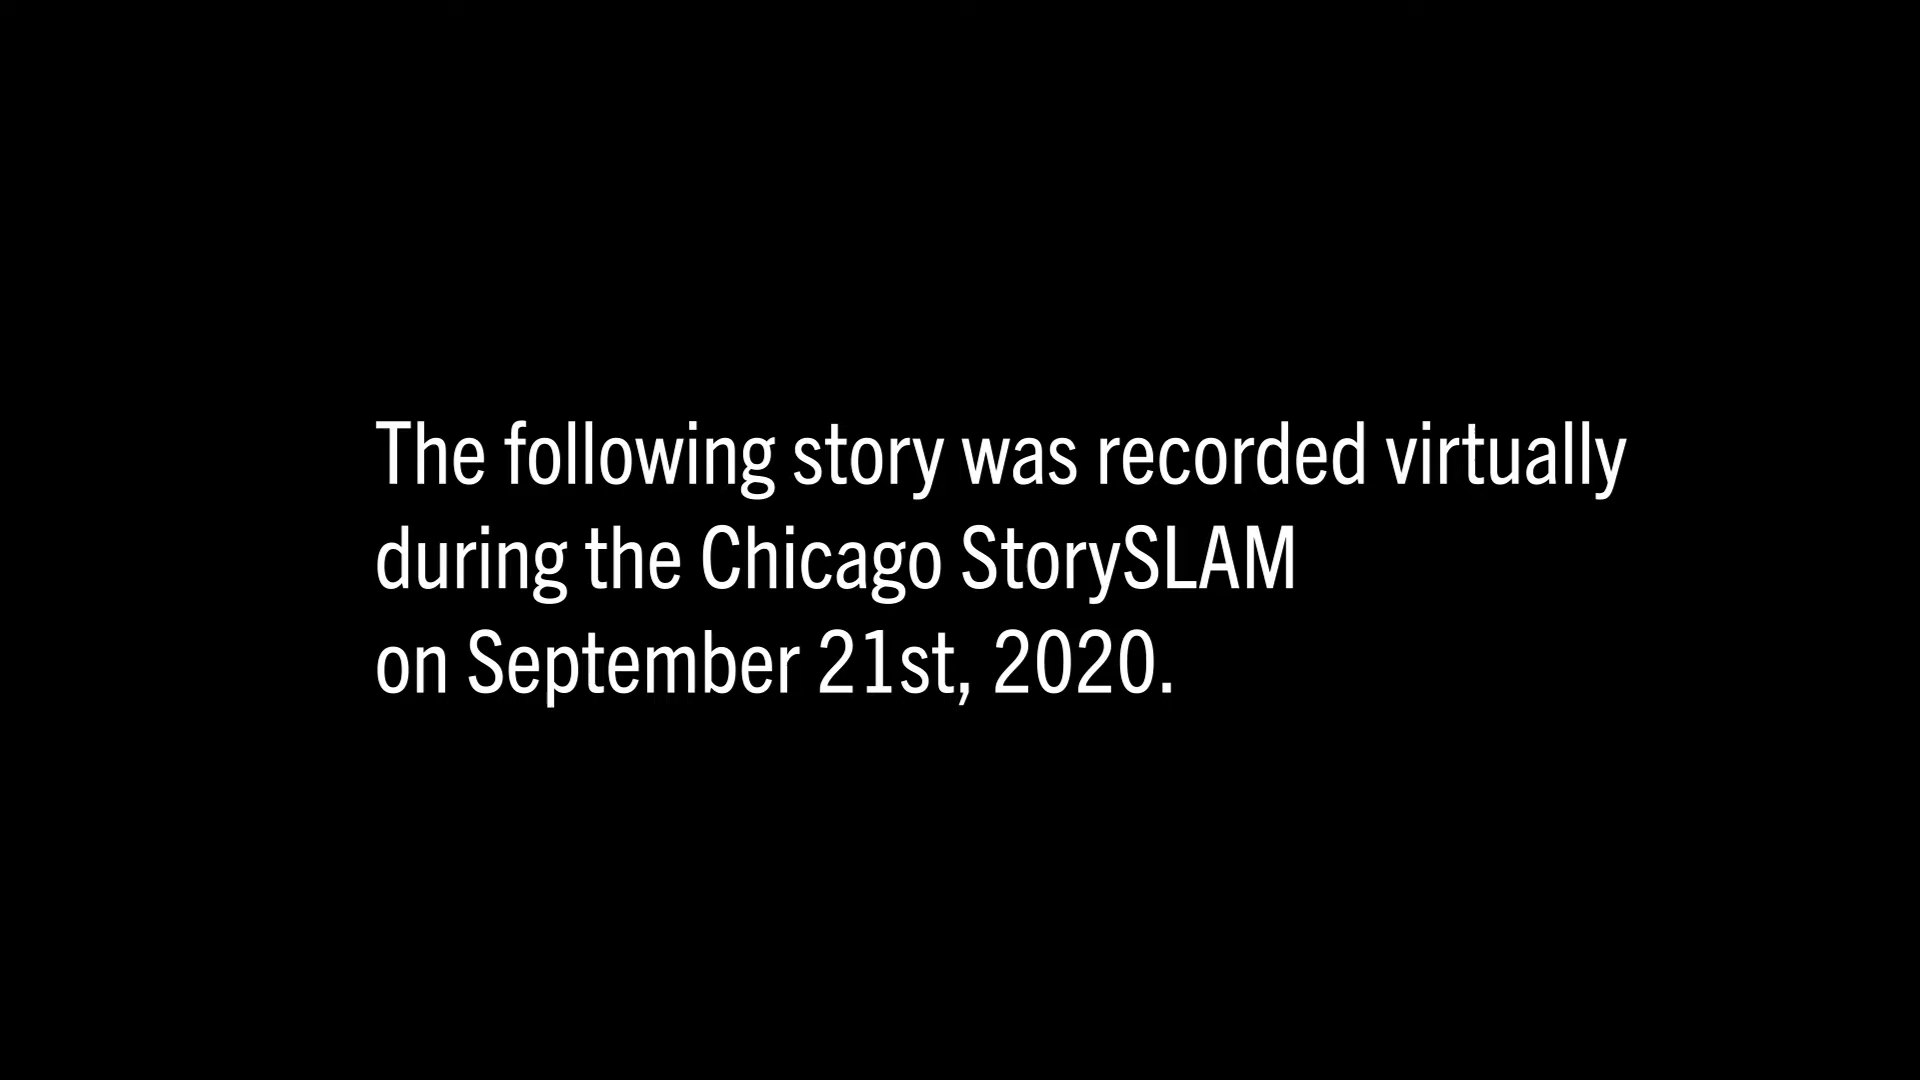 The following story was recorded virtually
during the Chicago StorySLAM
on September 21st, 2020.